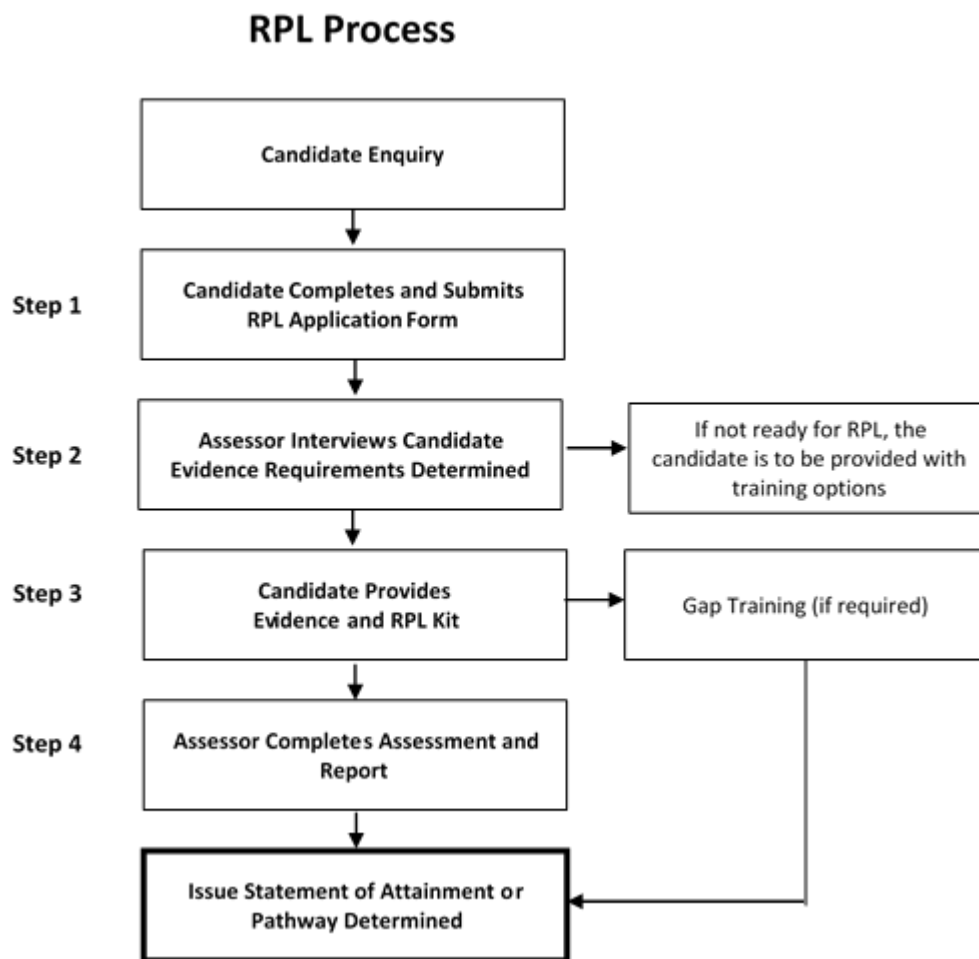 RPL Process
Candidate Enquiry
Step 1
Candidate Completes and Submits
RPL Application Form
Step 2
Assessor Interviews Candidate
Evidence Requirements Determined
If not ready for RPL, the
candidate is to be provided with
training options
Step 3
Candidate Provides
Evidence and RPL Kit
Gap Training (if required)
Step 4
Assessor Completes Assessment and
Report
Issue Statement of Attainment or
Pathway Determined